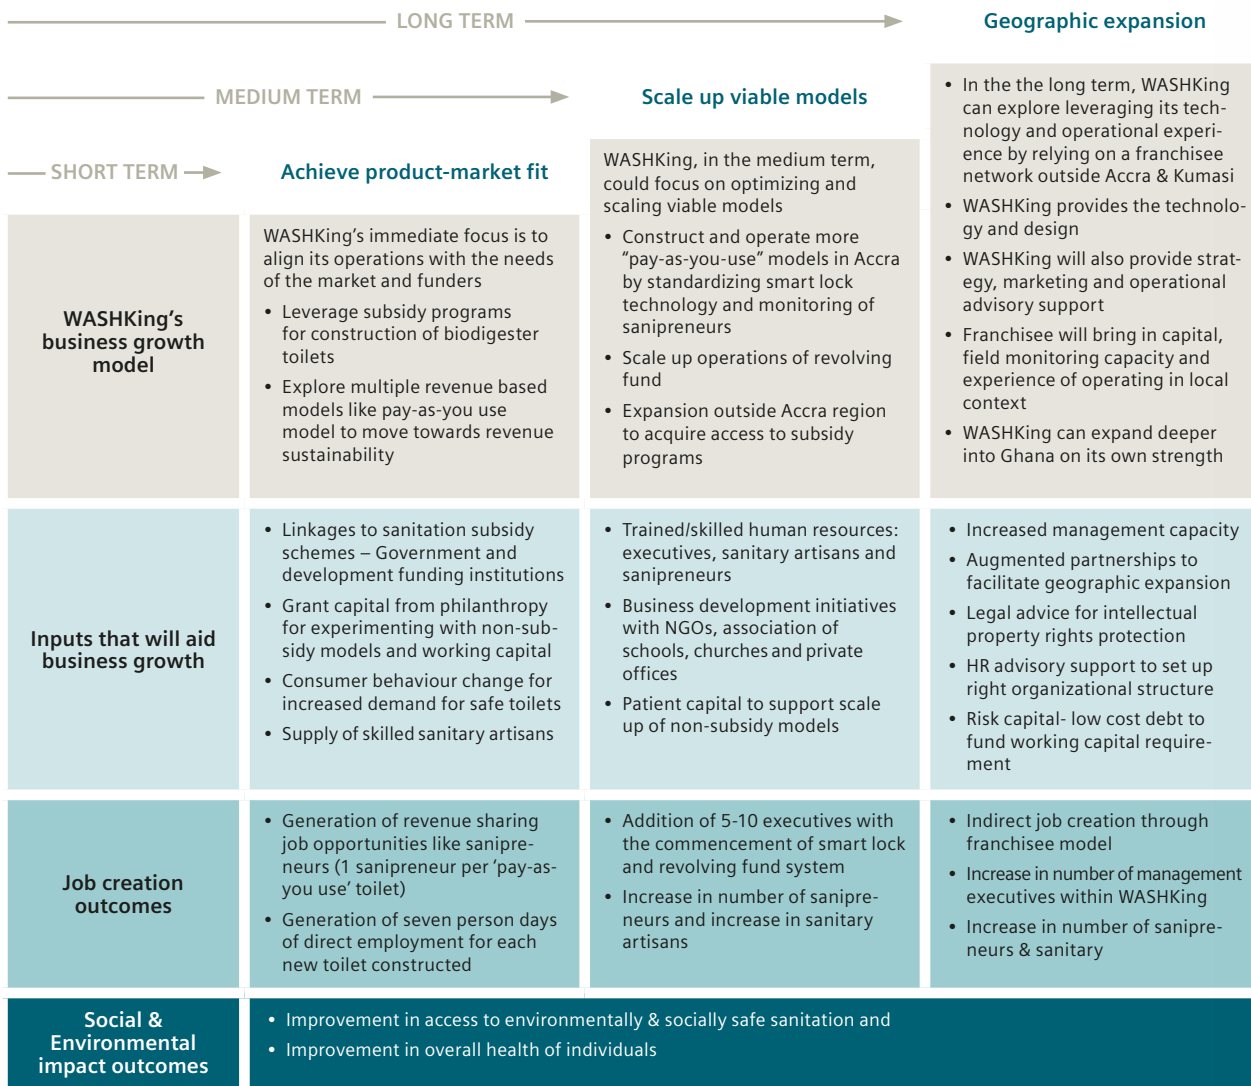 LONG TERM
Geographic expansion
MEDIUM TERM
Scale up viable models
SHORT TERM
Achieve product-market fit
WASHKing’s
business growth
model
WASHKing’s immediate focus is to
align its operations with the needs
of the market and funders
• Leverage subsidy programs
for construction of biodigester
toilets
• Explore multiple revenue based
models like pay-as-you use
model to move towards revenue
sustainability
WASHKing, in the medium term,
could focus on optimizing and
scaling viable models
• Construct and operate more
“pay-as-you-use” models in Accra
by standardizing smart lock
technology and monitoring of
sanipreneurs
• Scale up operations of revolving
fund
• Expansion outside Accra region
to acquire access to subsidy
programs
• In the the long term, WASHKing
can explore leveraging its tech-
nology and operational experi-
ence by relying on a franchisee
network outside Accra & Kumasi
• WASHKing provides the technolo-
gy and design
• WASHKing will also provide strat-
egy, marketing and operational
advisory support
• Franchisee will bring in capital,
field monitoring capacity and
experience of operating in local
context
• WASHKing can expand deeper
into Ghana on its own strength
Inputs that will aid
business growth
• Linkages to sanitation subsidy
schemes – Government and
development funding institutions
• Grant capital from philanthropy
for experimenting with non-sub-
sidy models and working capital
• Consumer behaviour change for
increased demand for safe toilets
• Supply of skilled sanitary artisans
• Trained/skilled human resources:
executives, sanitary artisans and
sanipreneurs
• Business development initiatives
with NGOs, association of
schools, churches and private
offices
• Patient capital to support scale
up of non-subsidy models
• Increased management capacity
• Augmented partnerships to
facilitate geographic expansion
• Legal advice for intellectual
property rights protection
• HR advisory support to set up
right organizational structure
• Risk capital- low cost debt to
fund working capital require-
ment
Job creation
outcomes
• Generation of revenue sharing
job opportunities like sanipre-
neurs (1 sanipreneur per ‘pay-as-
you use’ toilet)
• Generation of seven person days
of direct employment for each
new toilet constructed
• Addition of 5-10 executives with
the commencement of smart lock
and revolving fund system
• Increase in number of sanipre-
neurs and increase in sanitary
artisans
• Indirect job creation through
franchisee model
• Increase in number of management
executives within WASHKing
• Increase in number of sanipre-
neurs & sanitary
Social &
Environmental
impact outcomes
• Improvement in access to environmentally & socially safe sanitation and
• Improvement in overall health of individuals